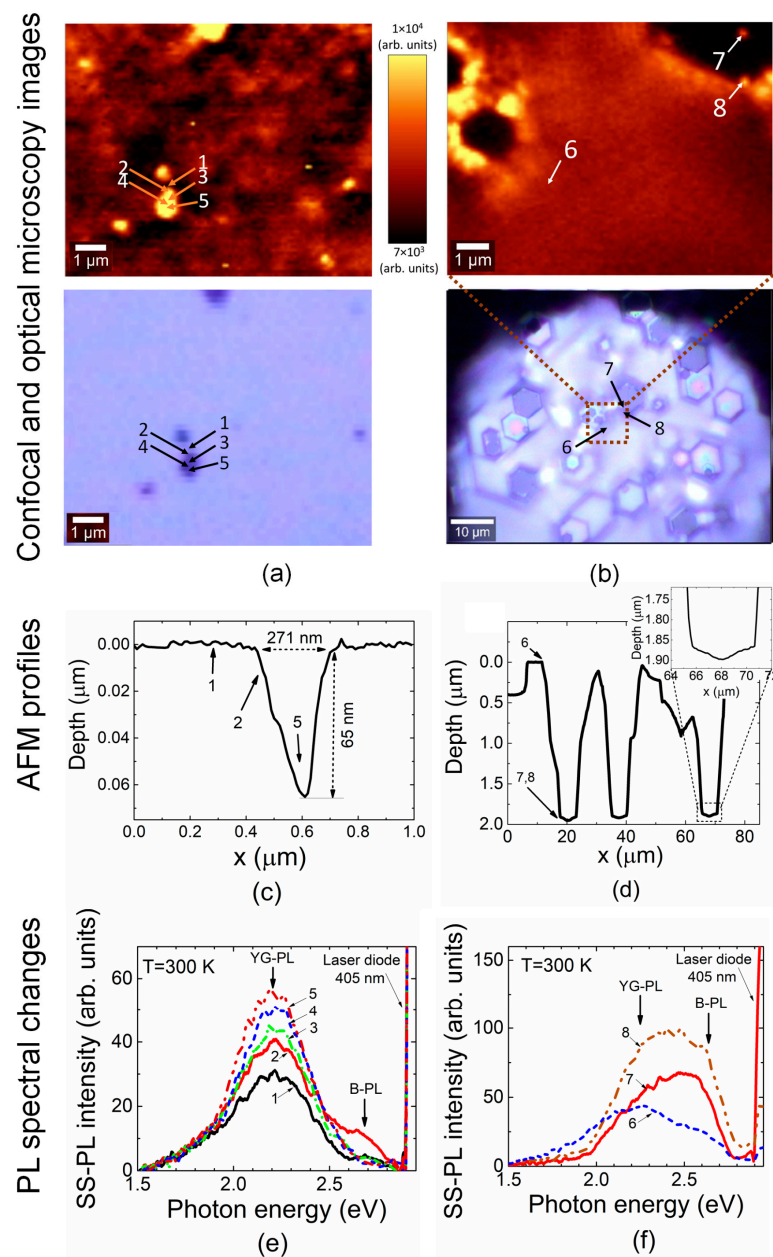 Confocal and optical microscopy images
1×10⁴
(arb. units)
7×10³
(arb. units)
2
1
4
3
5
1 µm
6
7
8
1 µm
2
1
4
3
5
1 µm
7
6
8
10 µm
(a)
(b)
AFM profiles
Depth (µm)
0.00
0.02
0.04
0.06
271 nm
65 nm
1
2
5
0.0 0.2 0.4 0.6 0.8 1.0
x (µm)
(c)
Depth (µm)
0.0
0.5
1.0
1.5
2.0
6
7,8
0 20 40 60 80
x (µm)
(d)
Depth (µm)
1.75
1.80
1.85
1.90
64 66 68 70 72
x (µm)
PL spectral changes
SS-PL intensity (arb. units)
60
40
20
0
T=300 K
YG-PL
Laser diode
405 nm
B-PL
5
4
3
2
1
1.5 2.0 2.5
Photon energy (eV)
(e)
SS-PL intensity (arb. units)
150
100
50
0
T=300 K
Laser diode
405 nm
YG-PL
B-PL
8
7
6
1.5 2.0 2.5
Photon energy (eV)
(f)